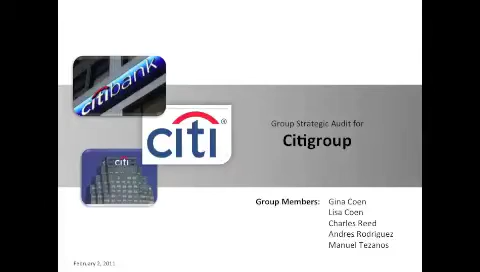 citibank
citi
citi®
Group Strategic Audit for
Citigroup
Group Members: Gina Coen
Lisa Coen
Charles Reed
Andres Rodriguez
Manuel Tezanos
February 2, 2011